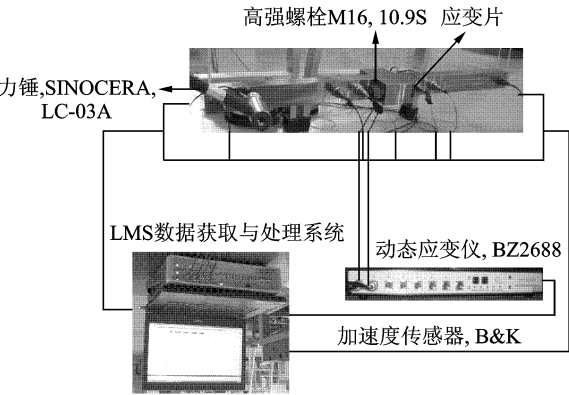 高强螺栓M16, 10.9S 应变片
力锤,SINOCERA,
LC-03A
LMS数据获取与处理系统
动态应变仪, BZ2688
加速度传感器, B&K